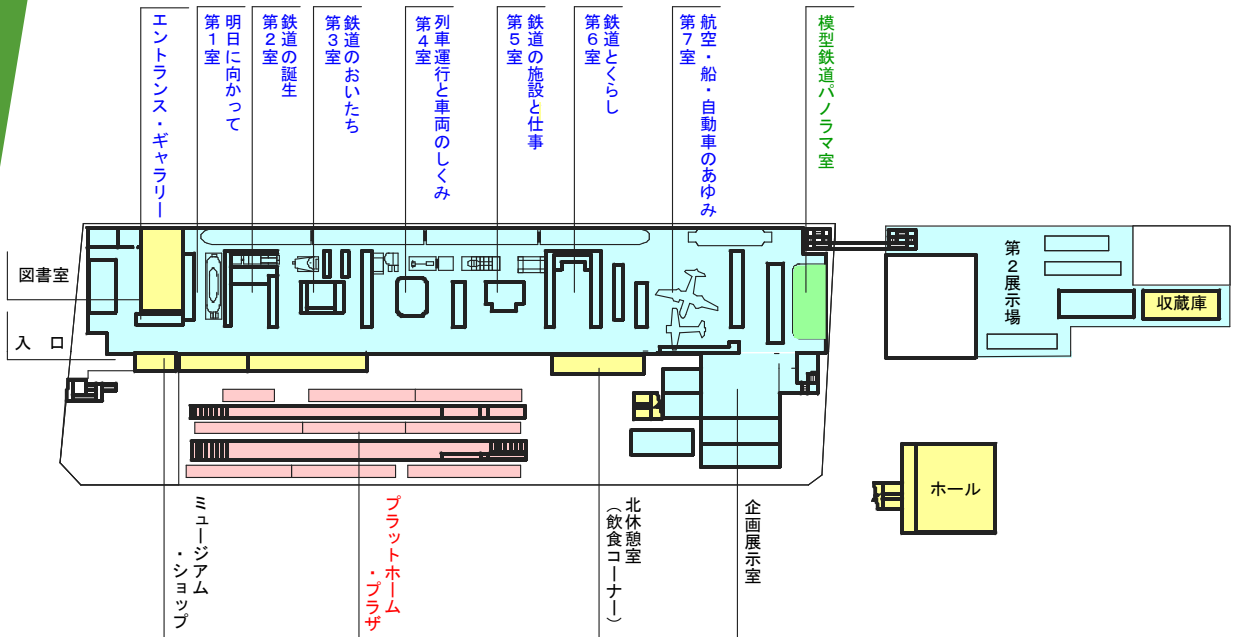 エントランス・ギャラリー
明日に向かって
第1室
鉄道の誕生
第2室
鉄道のおいたち
第3室
列車運行と車両のしくみ
第4室
鉄道の施設と仕事
第5室
鉄道とくらし
第6室
航空・船・自動車のあゆみ
第7室
模型鉄道パノラマ室
図書室
入 口
第2展示場
収蔵庫
ホール
ミュージアム
・ショップ
プラットホーム
・プラザ
北休憩室
(飲食コーナー)
企画展示室